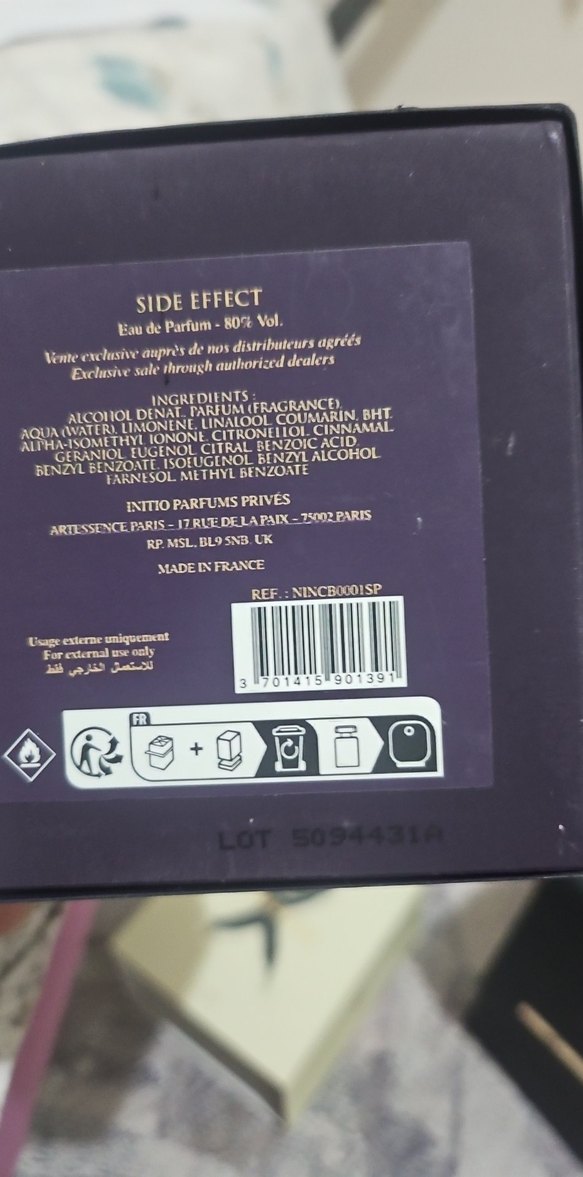 SIDE EFFECT
Eau de Parfum - 80% Vol.
Vente exclusive auprès de nos distributeurs agréés
Exclusive sale through authorized dealers
INGREDIENTS :
ALCOHOL DENAT. PARFUM (FRAGRANCE),
AQUA (WATER), LIMONENE, LINALOOL, COUMARIN, BHT,
ALPHA-ISOMETHYL IONONE, CITRONELLOL, CINNAMAL,
GERANIOL, EUGENOL, CITRAL, BENZOIC ACID,
BENZYL BENZOATE, ISOEUGENOL, BENZYL ALCOHOL,
FARNESOL, METHYL BENZOATE
INITIO PARFUMS PRIVÉS
ARTESSENCE PARIS - 17 RUE DE LA PAIX - 75002 PARIS
RP. MSL, BL9 5NB, UK
MADE IN FRANCE
REF. : NINCB0001SP
Usage externe uniquement
For external use only
للاستعمال الخارجي فقط
3 701415 901391
FR
LOT 5094431A